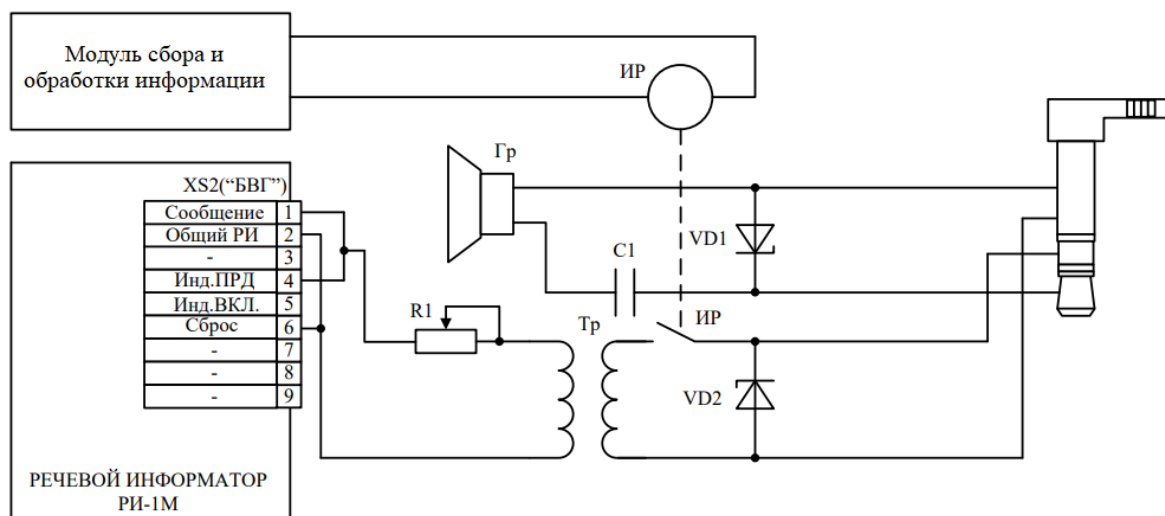 Модуль сбора и
обработки информации
ИР
Гр
XS2(“БВГ”)
Сообщение 1
Общий РИ 2
- 3
Инд.ПРД 4
Инд.ВКЛ. 5
Сброс 6
- 7
- 8
- 9
VD1
C1
R1
Тр
ИР
VD2
РЕЧЕВОЙ ИНФОРМАТОР
РИ-1М